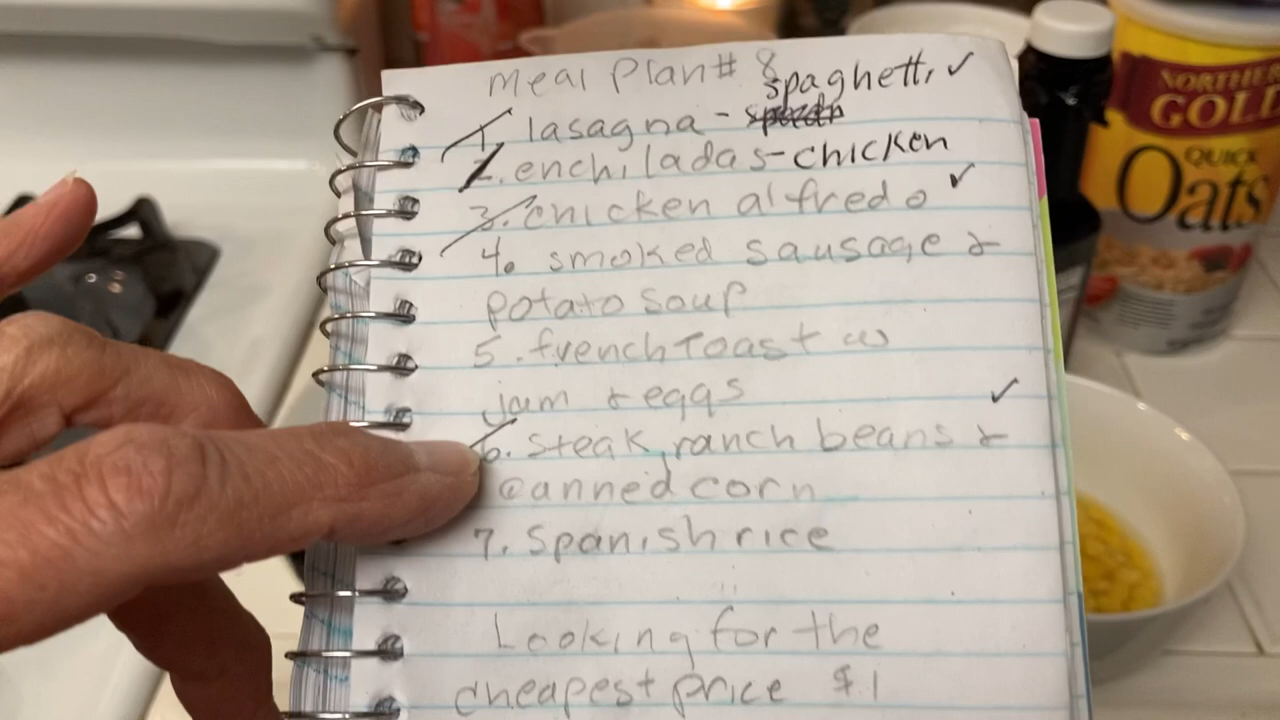 Meal Plan# 8
spaghetti ✓
1. lasagna -
2. enchiladas-chicken
3. chicken alfredo ✓
4. smoked sausage &
potato soup
5. french Toast w
jam & eggs ✓
6. steak, ranch beans &
canned corn
7. Spanish rice
Looking for the
cheapest price $1
NORTHER
GOLD
QUICK
Oats